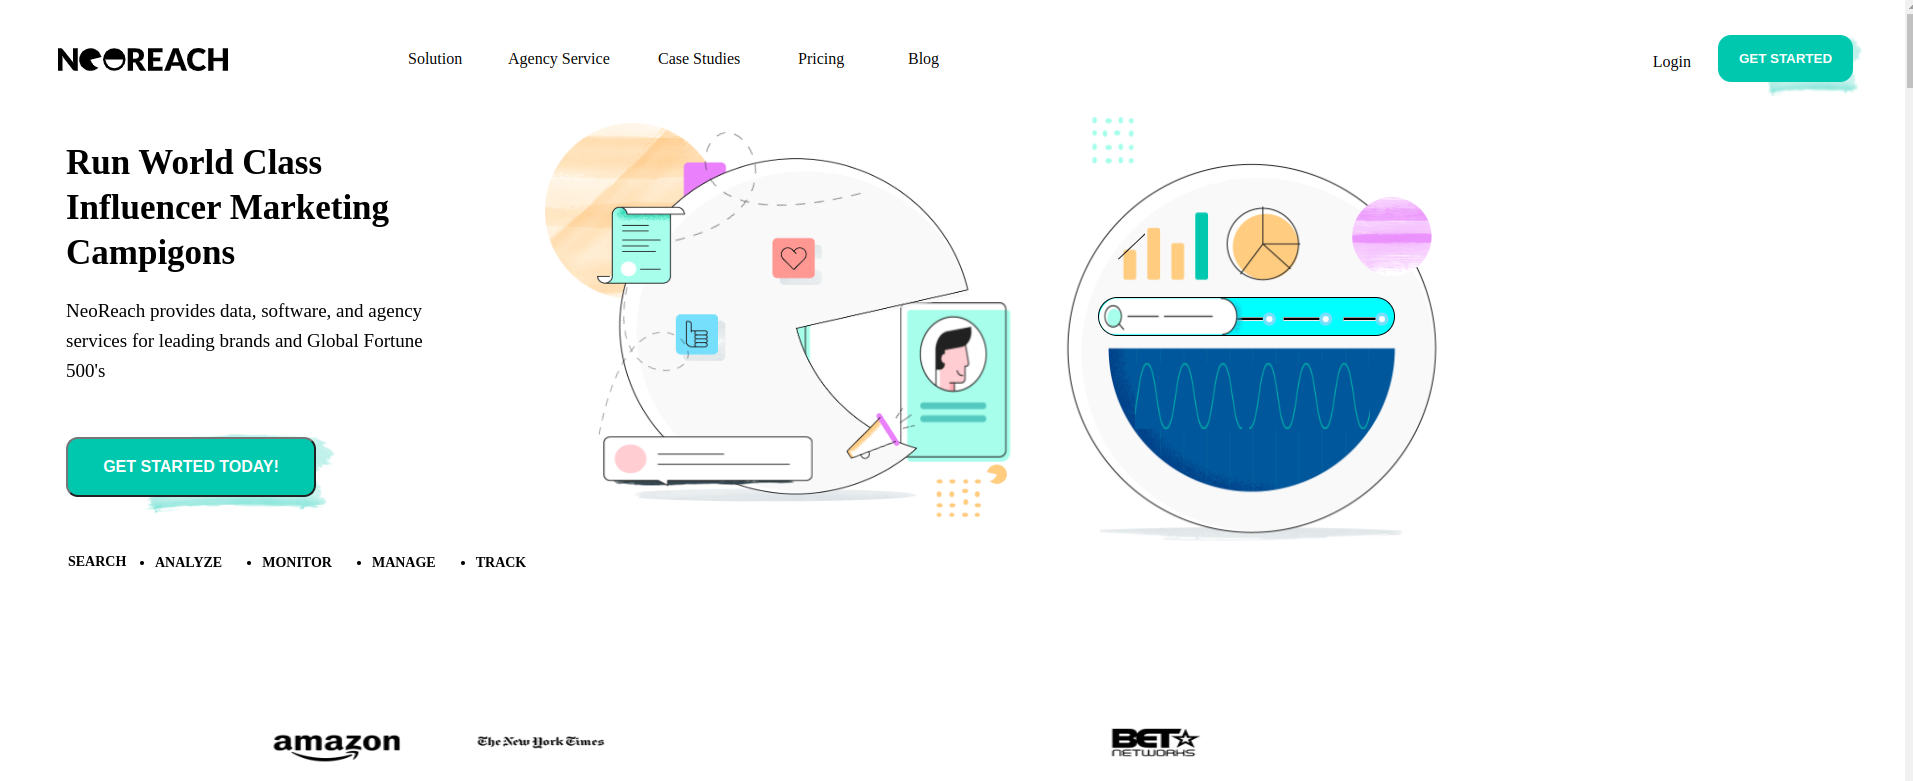 NEOREACH
Solution
Agency Service
Case Studies
Pricing
Blog
Login
GET STARTED
Run World Class
Influencer Marketing
Campigons
NeoReach provides data, software, and agency
services for leading brands and Global Fortune
500's
GET STARTED TODAY!
SEARCH • ANALYZE • MONITOR • MANAGE • TRACK
amazon
The New York Times
BET
NETWORKS